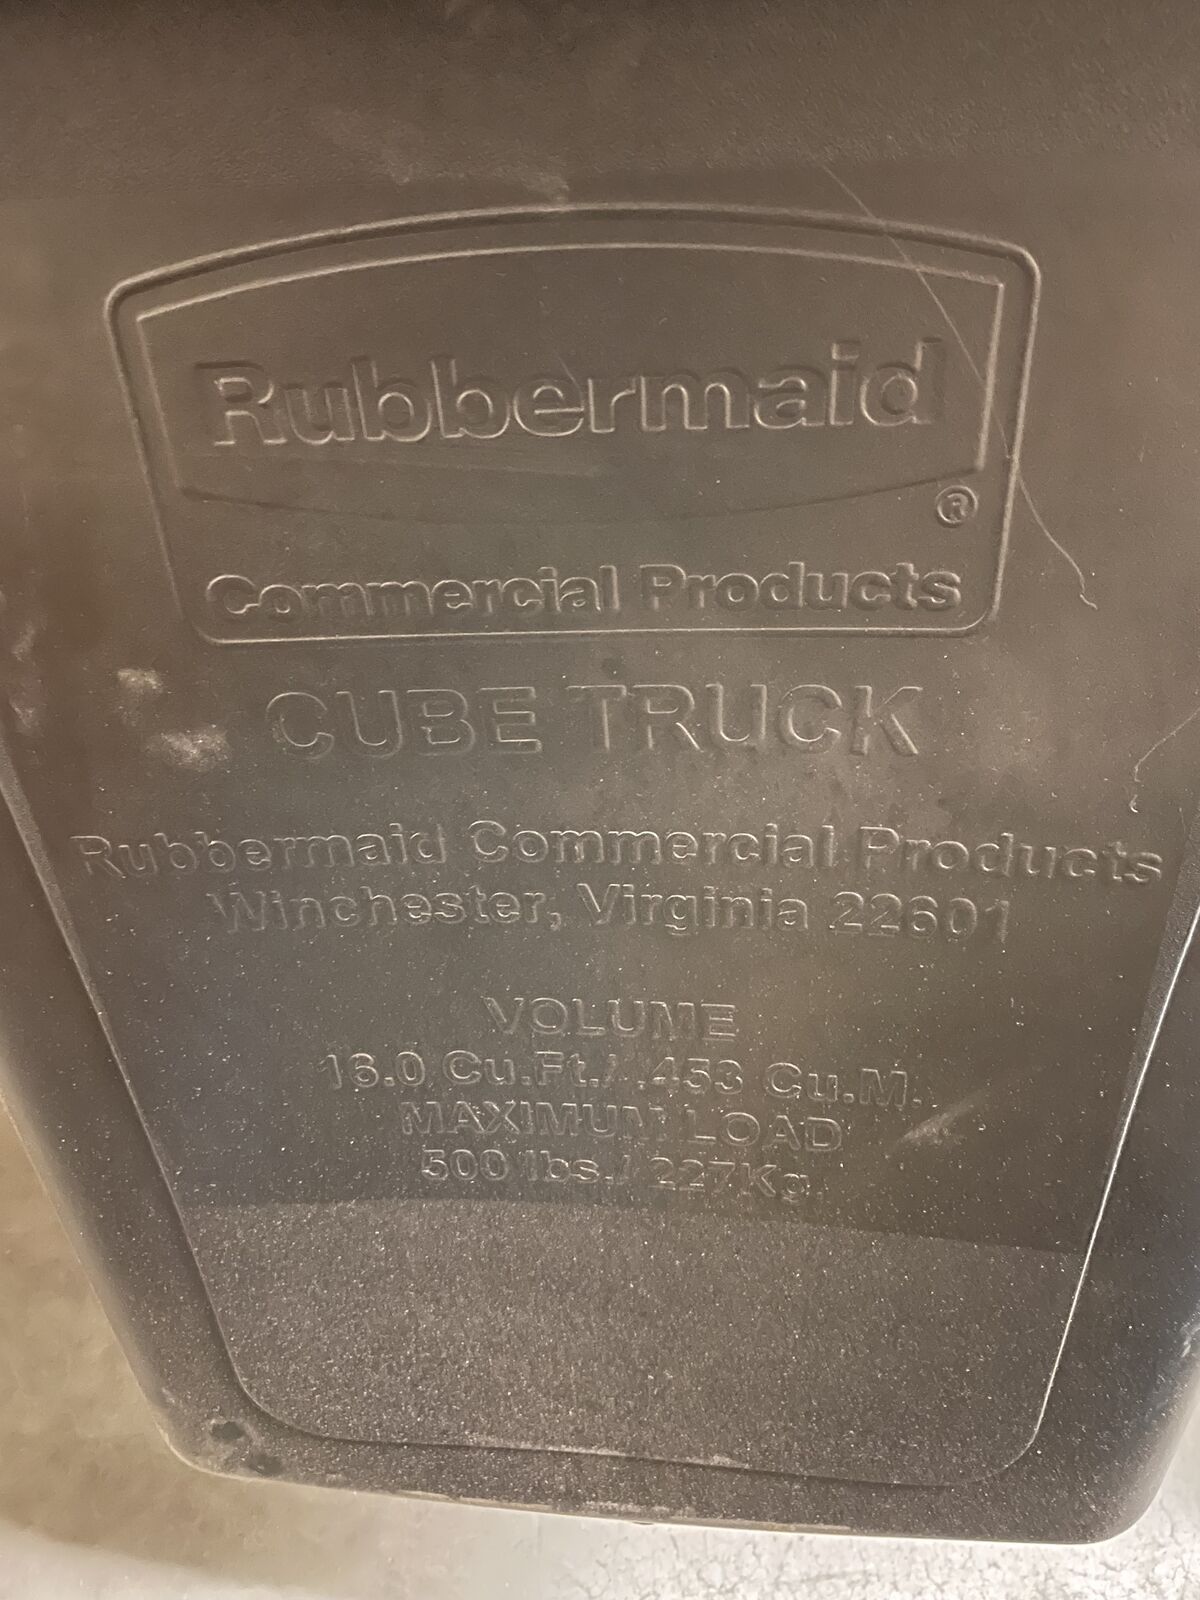 Rubbermaid
®
Commercial Products
CUBE TRUCK
Rubbermaid Commercial Products
Winchester, Virginia 22601
VOLUME
16.0 Cu.Ft./ .453 Cu.M.
MAXIMUM LOAD
500 lbs./ 227Kg.